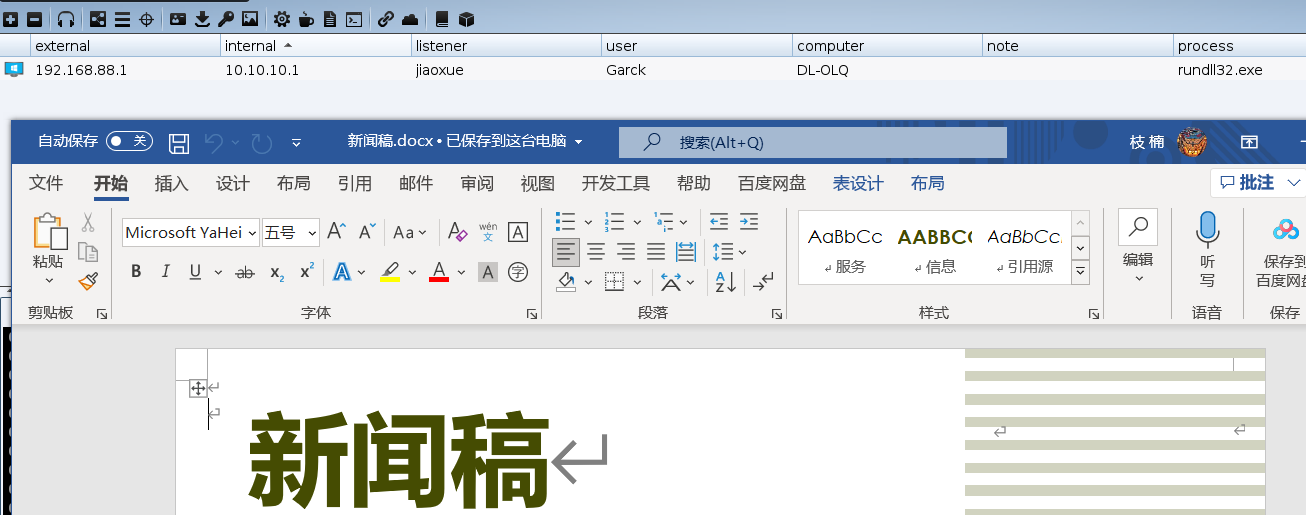 external internal listener user computer note process
192.168.88.1 10.10.10.1 jiaoxue Garck DL-OLQ rundll32.exe
自动保存 关 新闻稿.docx • 已保存到这台电脑 搜索(Alt+Q) 枝 楠
文件 开始 插入 设计 布局 引用 邮件 审阅 视图 开发工具 帮助 百度网盘 表设计 布局 批注
Microsoft YaHei 五号 A A Aa wén 文 A
粘贴 B I U ab x₂ x² A A A 字
AaBbCc AABBC AaBbCc
服务 信息 引用源
编辑 听写 保存到百度网盘
剪贴板 字体 段落 样式 语音 保存
新闻稿